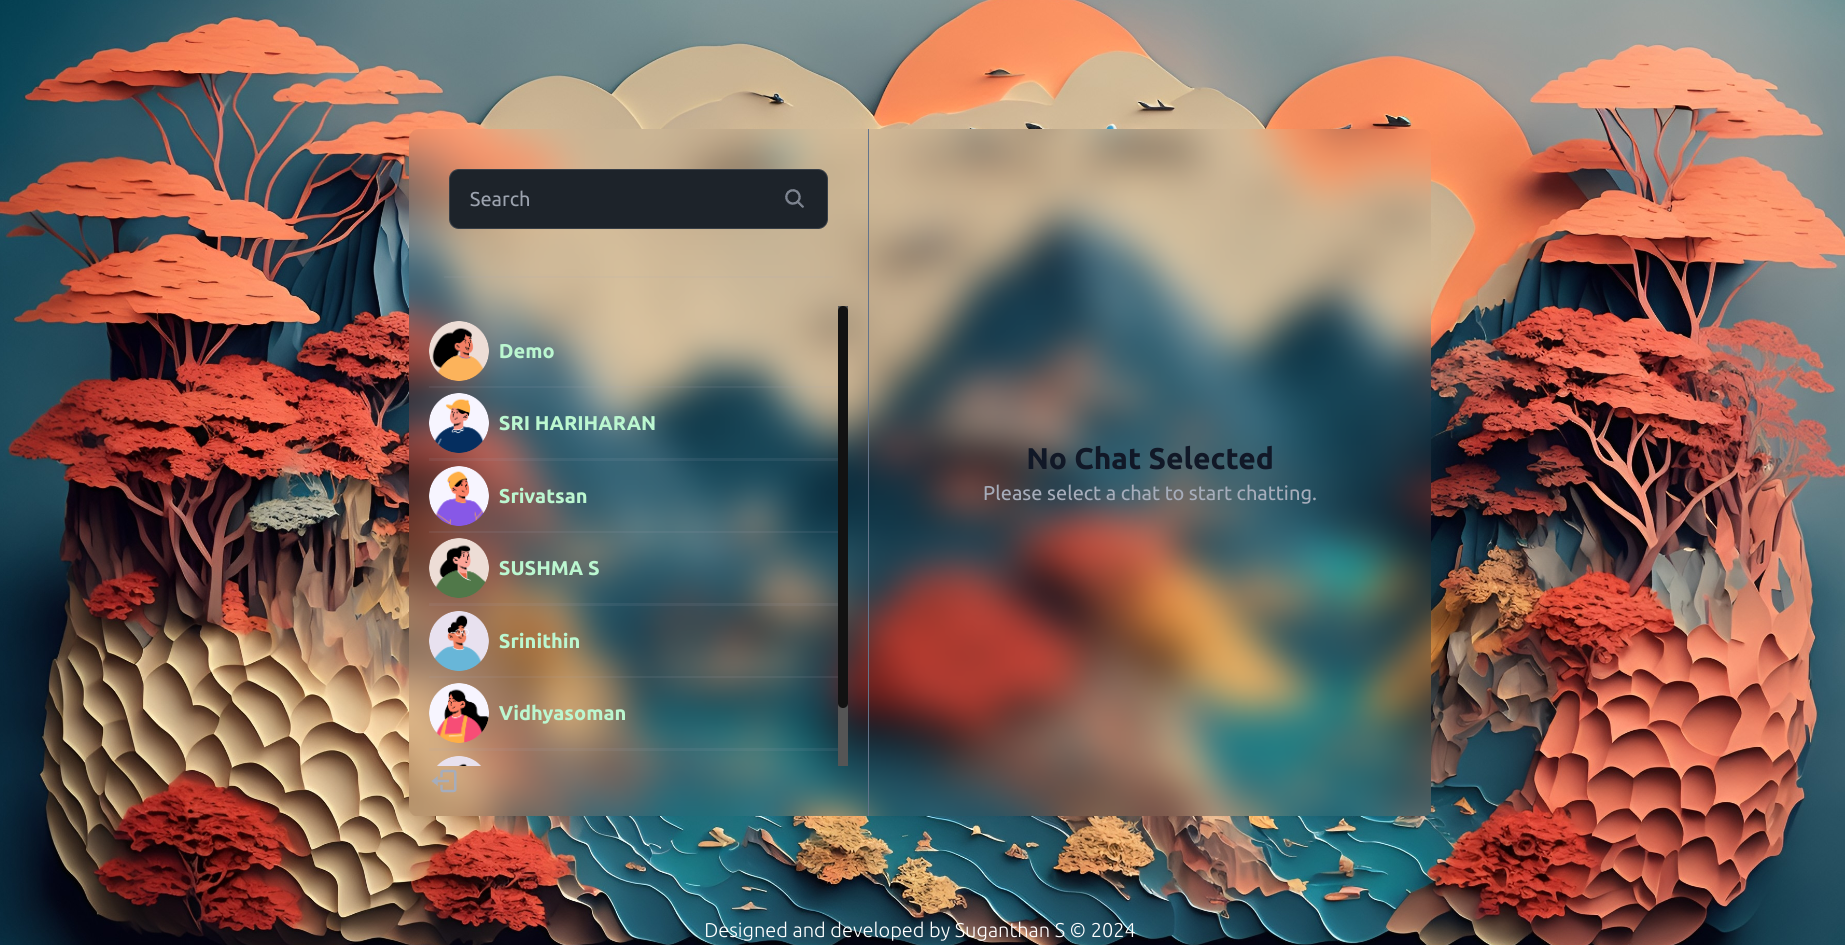 Search
Demo
SRI HARIHARAN
Srivatsan
SUSHMA S
Srinithin
Vidhyasoman
No Chat Selected
Please select a chat to start chatting.
Designed and developed by Suganthan S © 2024